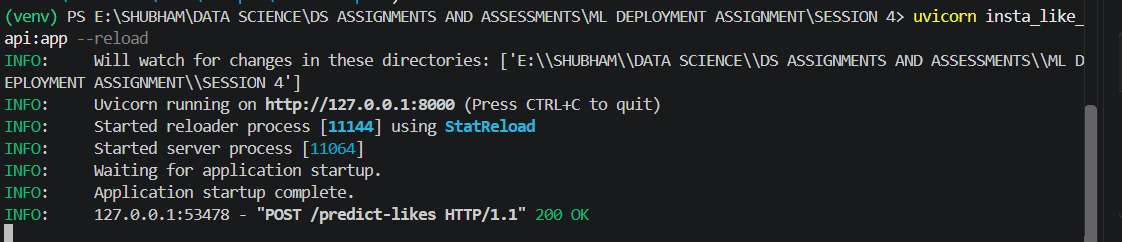 (venv) PS E:\SHUBHAM\DATA SCIENCE\DS ASSIGNMENTS AND ASSESSMENTS\ML DEPLOYMENT ASSIGNMENT\SESSION 4> uvicorn insta_like_
api:app --reload
INFO:     Will watch for changes in these directories: ['E:\\SHUBHAM\\DATA SCIENCE\\DS ASSIGNMENTS AND ASSESSMENTS\\ML D
EPLOYMENT ASSIGNMENT\\SESSION 4']
INFO:     Uvicorn running on http://127.0.0.1:8000 (Press CTRL+C to quit)
INFO:     Started reloader process [11144] using StatReload
INFO:     Started server process [11064]
INFO:     Waiting for application startup.
INFO:     Application startup complete.
INFO:     127.0.0.1:53478 - "POST /predict-likes HTTP/1.1" 200 OK